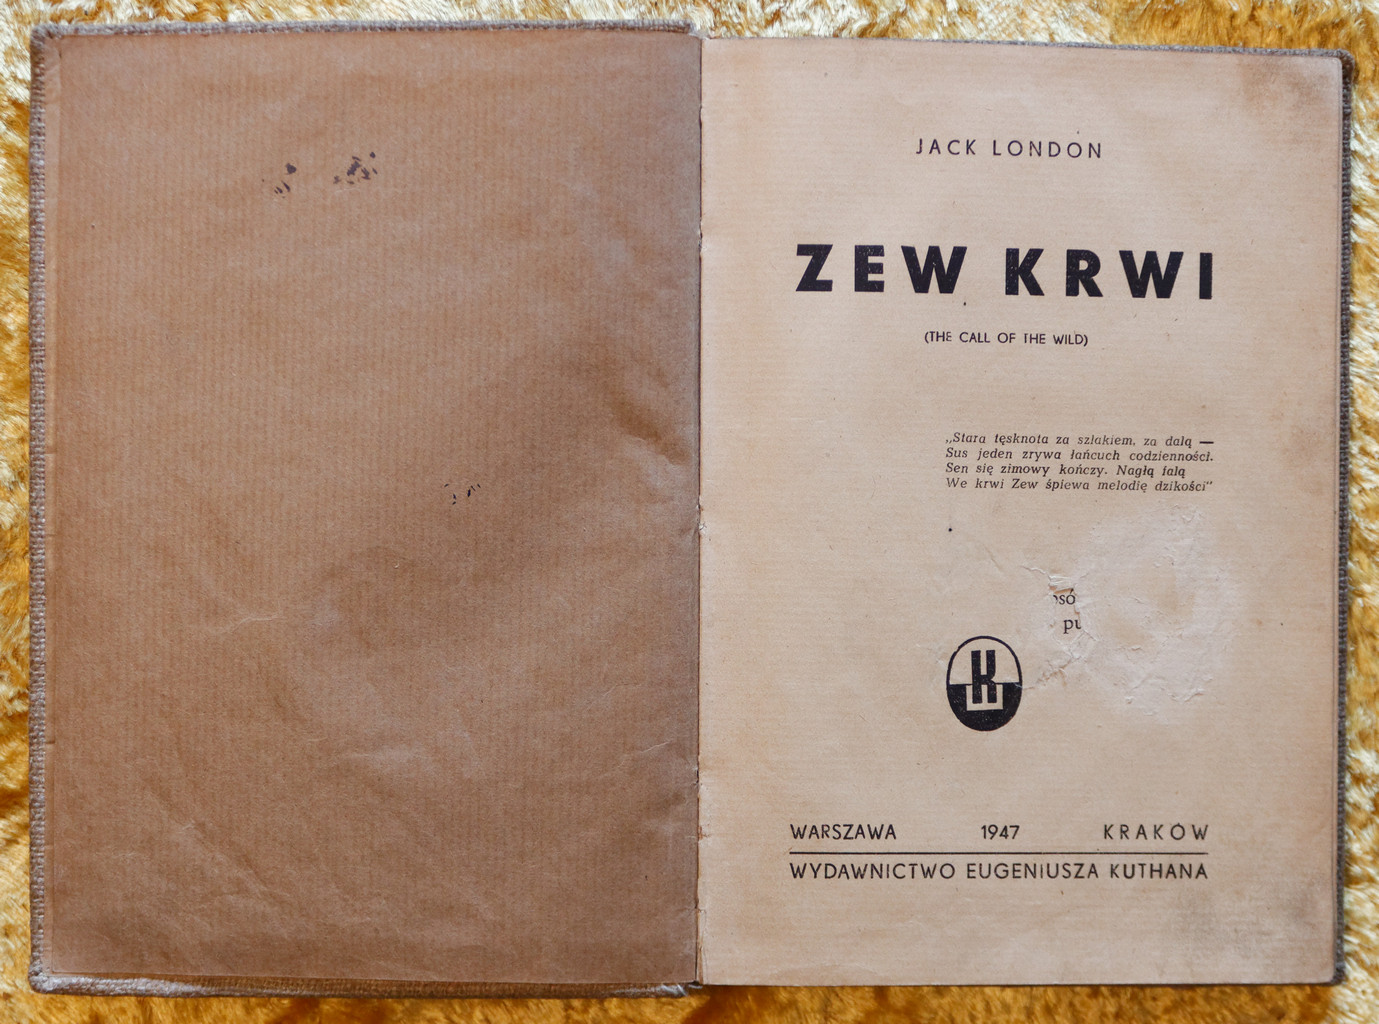 JACK LONDON
ZEW KRWI
(THE CALL OF THE WILD)
„Stara tęsknota za szlakiem, za dalą —
Sus jeden zrywa łańcuch codzienności.
Sen się zimowy kończy. Nagłą falą
We krwi Zew śpiewa melodię dzikości”
K
WARSZAWA 1947 KRAKÓW
WYDAWNICTWO EUGENIUSZA KUTHANA